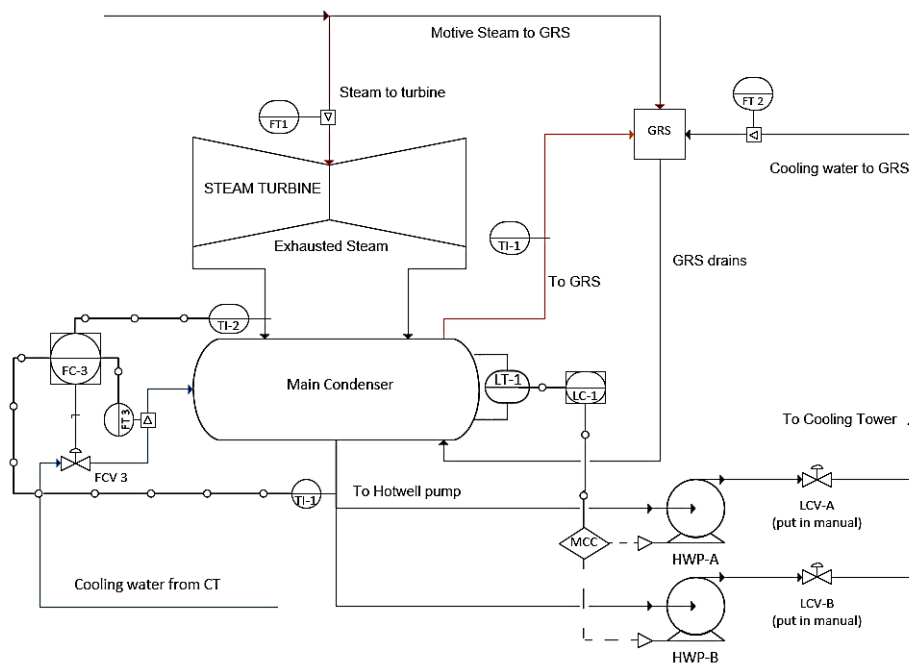 Motive Steam to GRS
Steam to turbine
FT1
FT 2
GRS
Cooling water to GRS
STEAM TURBINE
Exhausted Steam
TI-1
GRS drains
To GRS
TI-2
FC-3
Main Condenser
LT-1
LC-1
FT 3
To Cooling Tower
FCV 3
To Hotwell pump
TI-1
LCV-A
(put in manual)
MCC
HWP-A
Cooling water from CT
LCV-B
(put in manual)
HWP-B